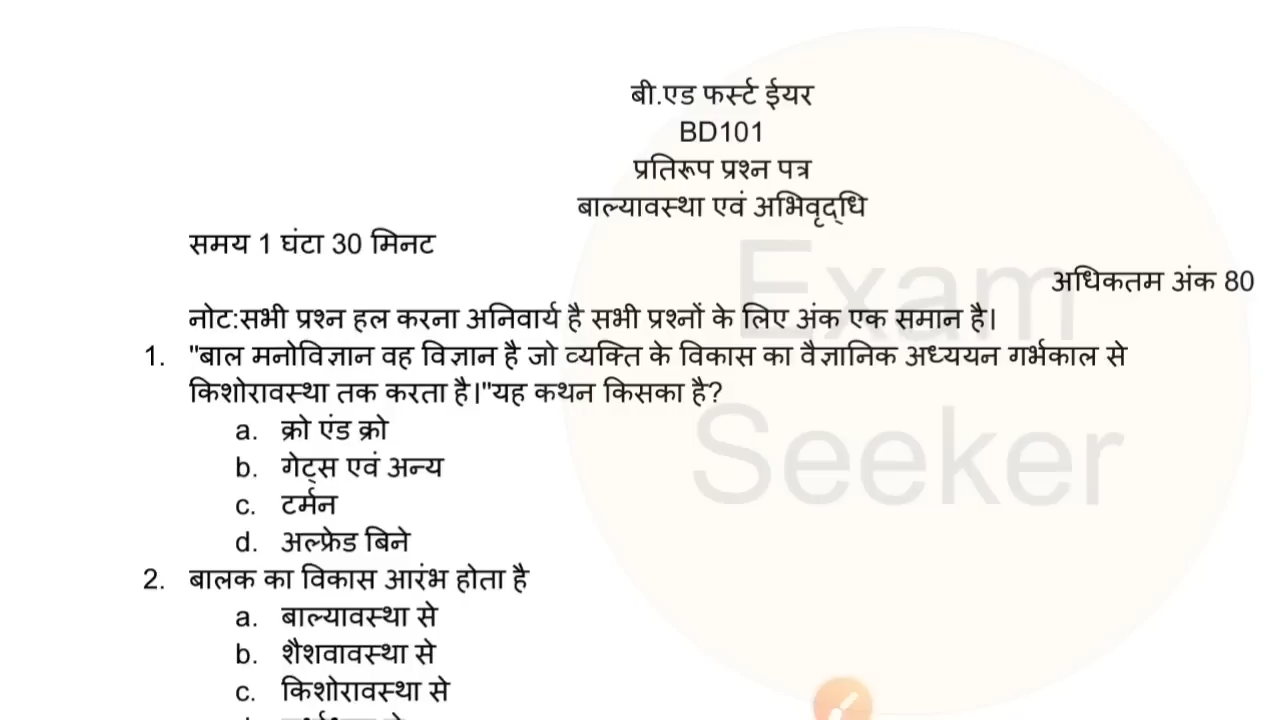 बी.एड फर्स्ट ईयर
BD101
प्रतिरूप प्रश्न पत्र
बाल्यावस्था एवं अभिवृद्धि
समय 1 घंटा 30 मिनट
अधिकतम अंक 80
नोट:सभी प्रश्न हल करना अनिवार्य है सभी प्रश्नों के लिए अंक एक समान है।
1. "बाल मनोविज्ञान वह विज्ञान है जो व्यक्ति के विकास का वैज्ञानिक अध्ययन गर्भकाल से
किशोरावस्था तक करता है।"यह कथन किसका है?
a. क्रो एंड क्रो
b. गेट्स एवं अन्य
c. टर्मन
d. अल्फ्रेड बिने
2. बालक का विकास आरंभ होता है
a. बाल्यावस्था से
b. शैशवावस्था से
c. किशोरावस्था से
Exam
Seeker